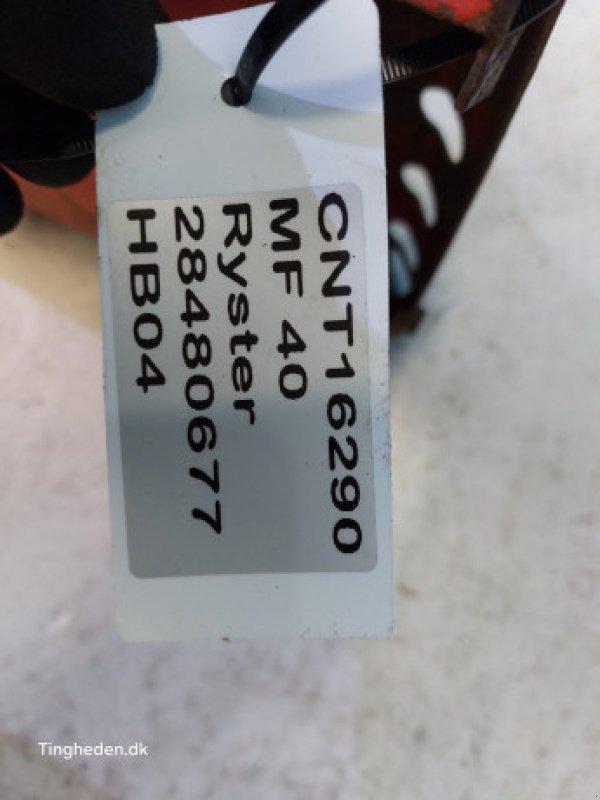 CNT16290
MF 40
Ryster
28480677
HB04
Tingheden.dk